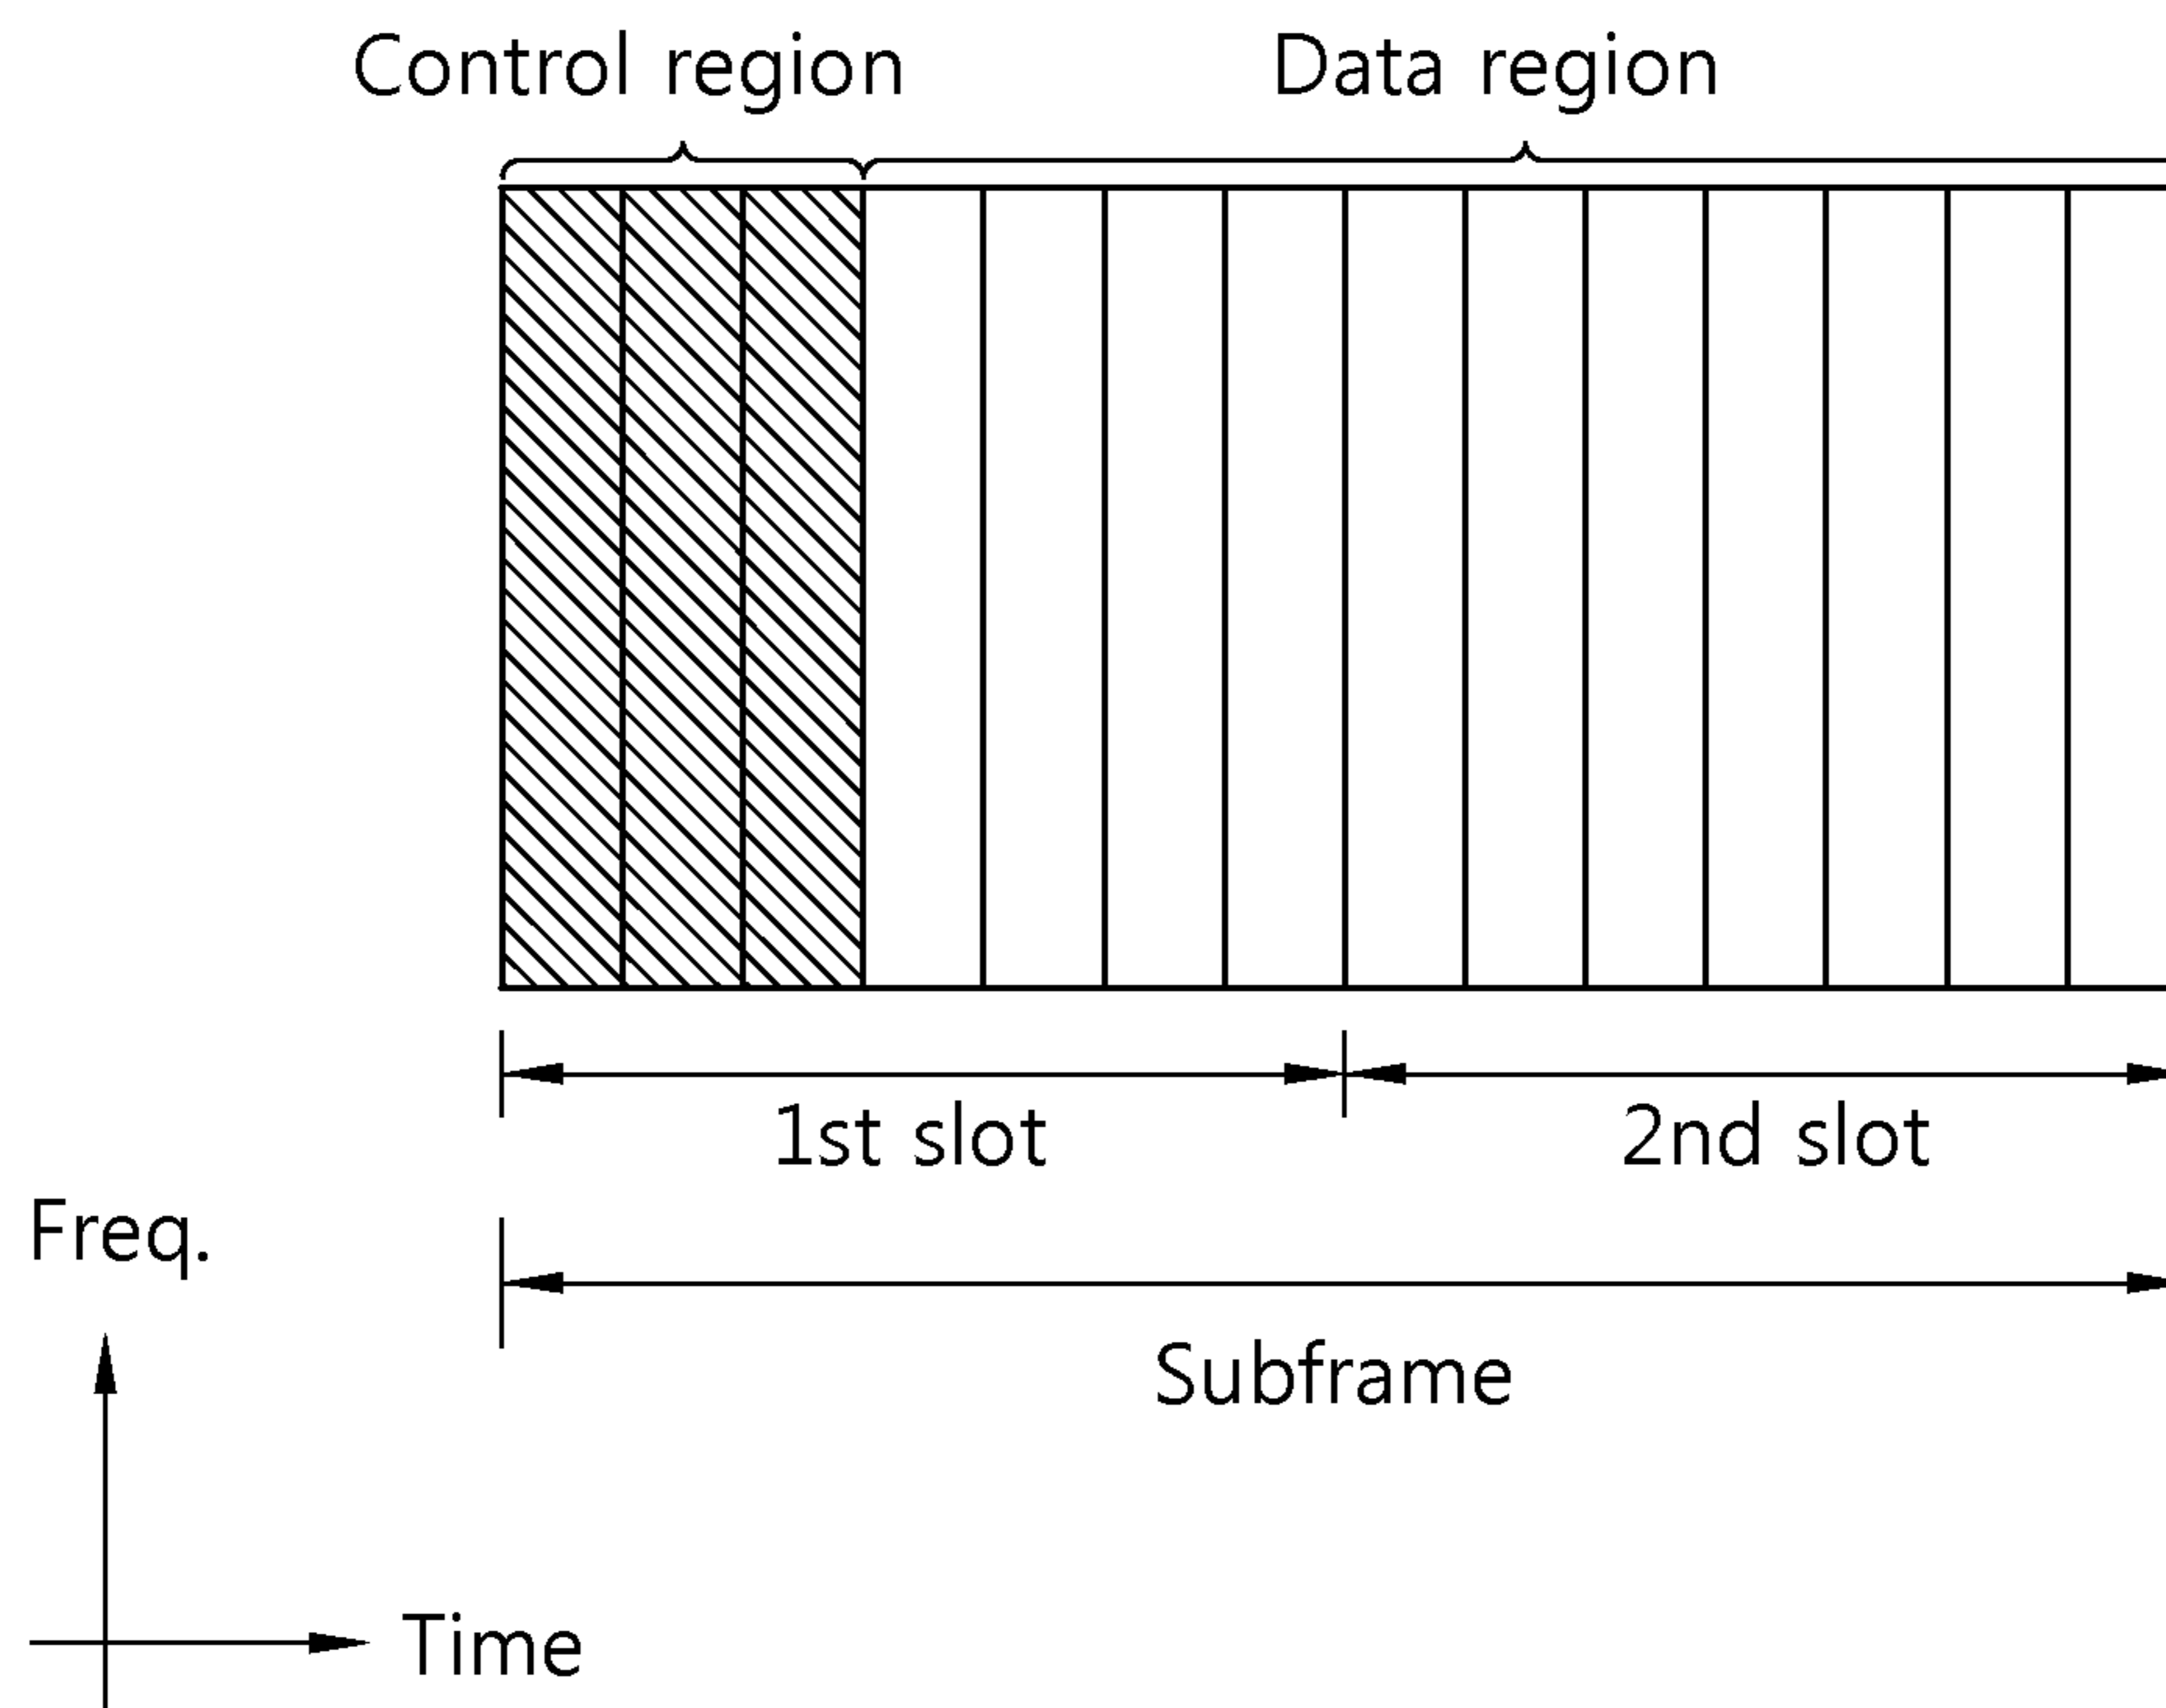 Control region
Data region
1st slot
2nd slot
Freq.
Subframe
Time